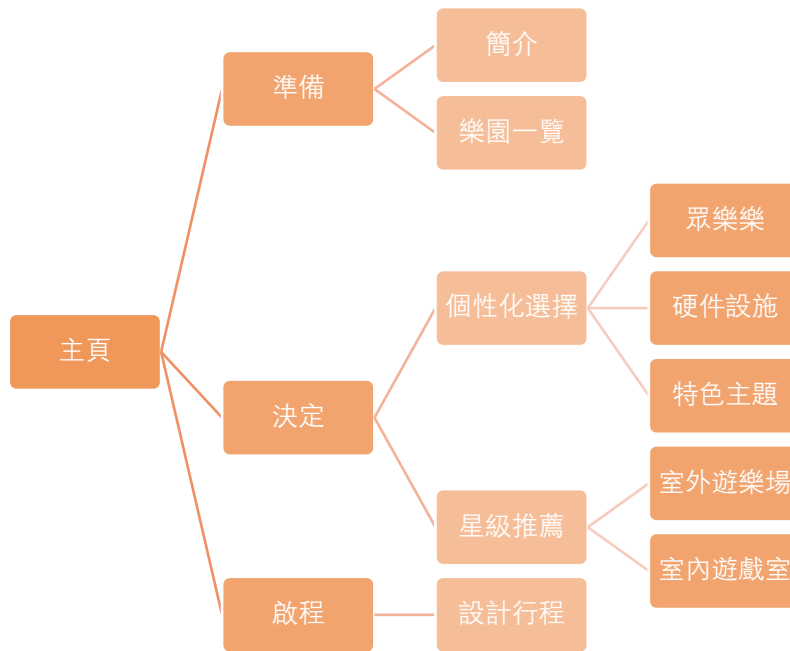 主頁
準備
簡介
樂園一覽
決定
個性化選擇
眾樂樂
硬件設施
特色主題
星級推薦
室外遊樂場
室內遊戲室
啟程
設計行程